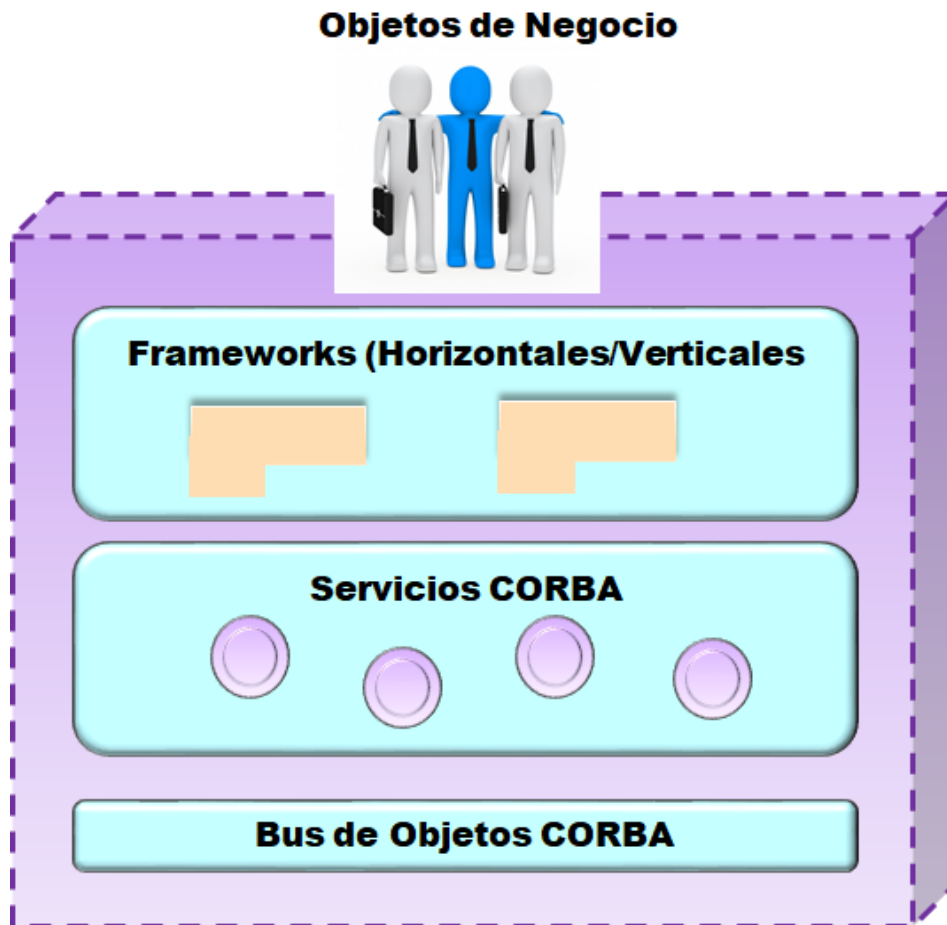 Objetos de Negocio
Frameworks (Horizontales/Verticales
Servicios CORBA
Bus de Objetos CORBA